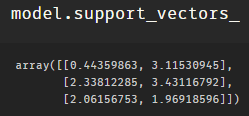 model.support_vectors_
array([[0.44359863, 3.11530945],
[2.33812285, 3.43116792],
[2.06156753, 1.96918596]])